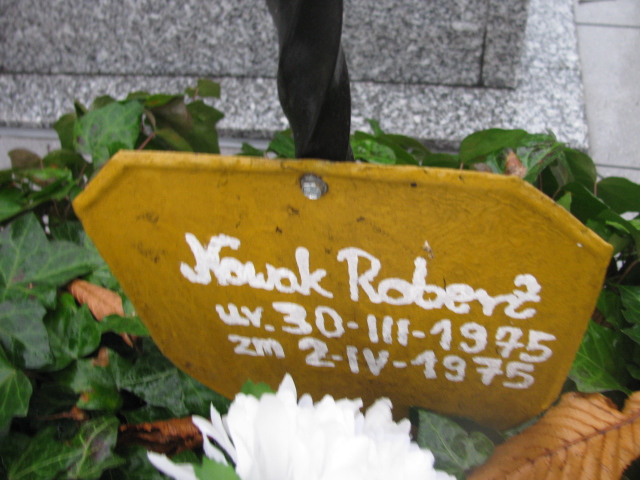 Nowak Robert
ur. 30-III-1975
zm 2-IV-1975